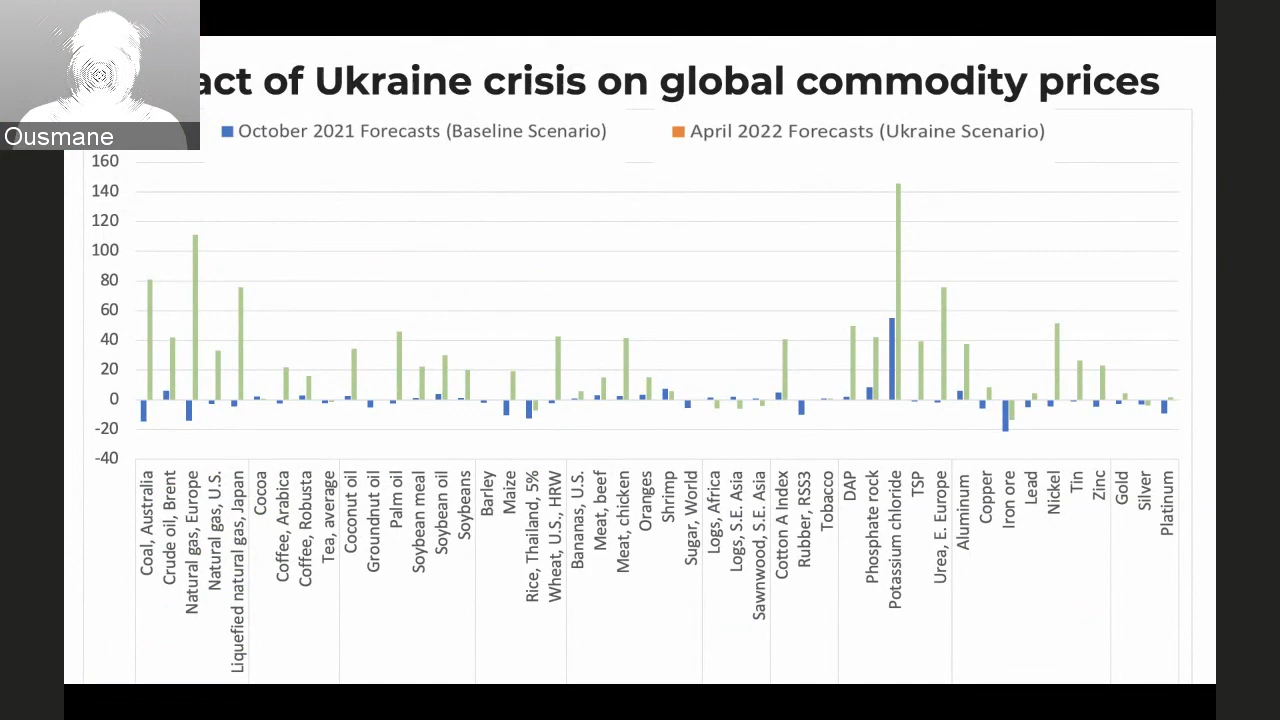 act of Ukraine crisis on global commodity prices
Ousmane
October 2021 Forecasts (Baseline Scenario)
April 2022 Forecasts (Ukraine Scenario)
160
140
120
100
80
60
40
20
0
-20
-40
Coal, Australia
Crude oil, Brent
Natural gas, Europe
Natural gas, U.S.
Liquefied natural gas, Japan
Cocoa
Coffee, Arabica
Coffee, Robusta
Tea, average
Coconut oil
Groundnut oil
Palm oil
Soybean meal
Soybean oil
Soybeans
Barley
Maize
Rice, Thailand, 5%
Wheat, U.S., HRW
Bananas, U.S.
Meat, beef
Meat, chicken
Oranges
Shrimp
Sugar, World
Logs, Africa
Logs, S.E. Asia
Sawnwood, S.E. Asia
Cotton A Index
Rubber, RSS3
Tobacco
DAP
Phosphate rock
Potassium chloride
TSP
Urea, E. Europe
Aluminum
Copper
Iron ore
Lead
Nickel
Tin
Zinc
Gold
Silver
Platinum